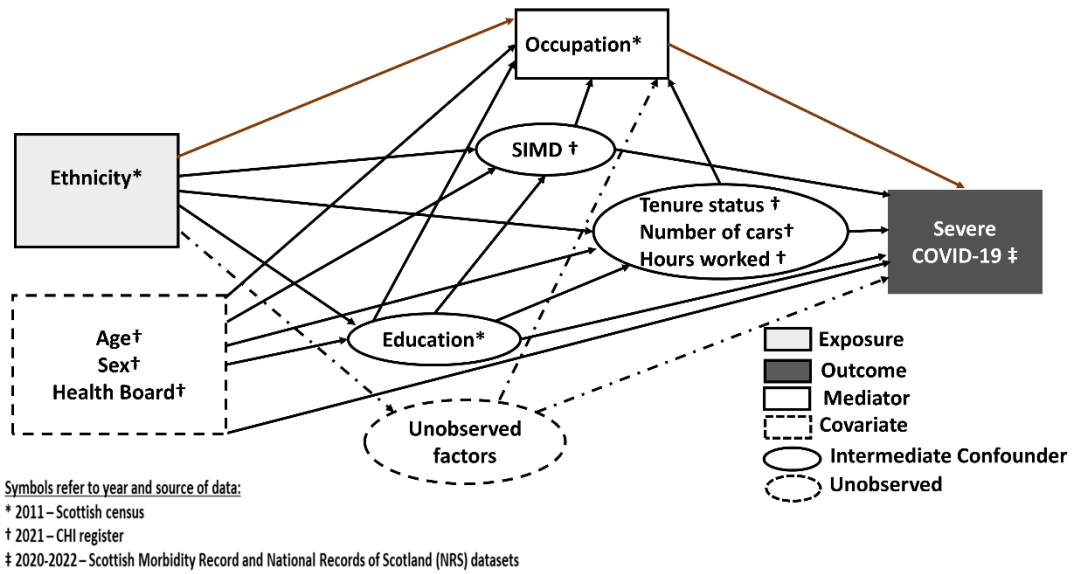 Occupation*
Ethnicity*
SIMD †
Tenure status †
Number of cars†
Hours worked †
Severe
COVID-19 ‡
Age†
Sex†
Health Board†
Education*
Unobserved
factors
Exposure
Outcome
Mediator
Covariate
Intermediate Confounder
Unobserved
Symbols refer to year and source of data:
* 2011 – Scottish census
† 2021 – CHI register
‡ 2020-2022 – Scottish Morbidity Record and National Records of Scotland (NRS) datasets